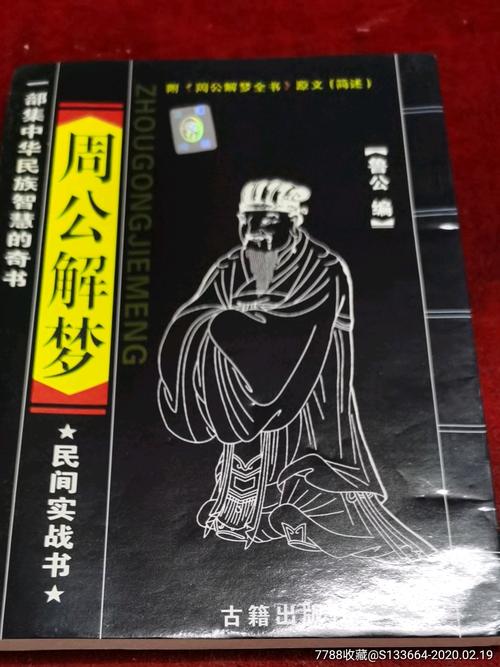 附《周公解梦全书》原文(简述)
一部集中华民族智慧的奇书
周公解梦
ZHOUGONGJIEMENG
【鲁公 编】
★民间实战书★
古籍出版
7788收藏@S133664-2020.02.19